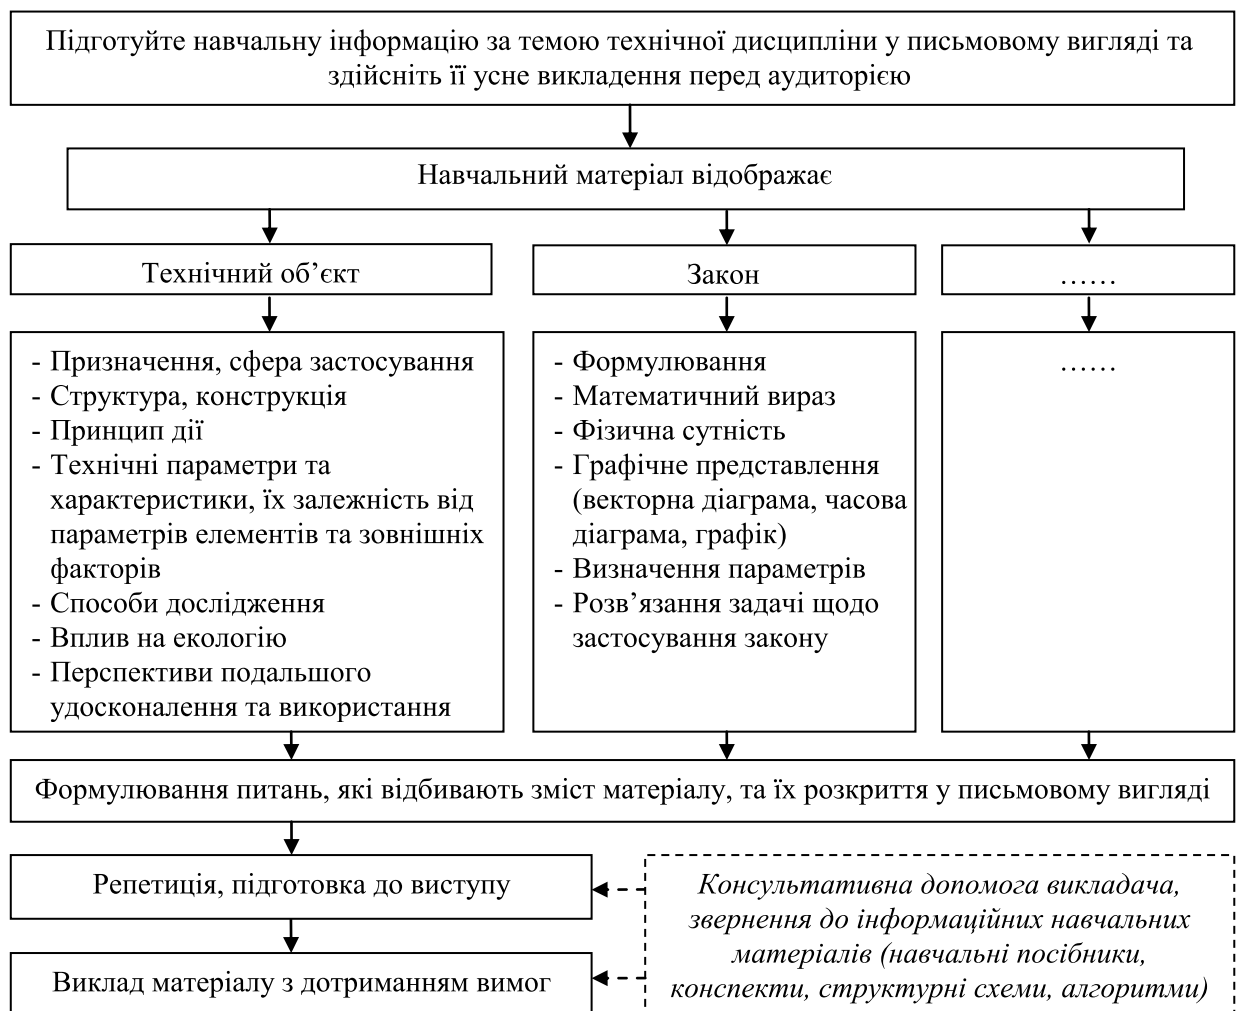 Підготуйте навчальну інформацію за темою технічної дисципліни у письмовому вигляді та
здійсніть її усне викладення перед аудиторією
Навчальний матеріал відображає
Технічний об’єкт
Закон
……
- Призначення, сфера застосування
- Структура, конструкція
- Принцип дії
- Технічні параметри та
характеристики, їх залежність від
параметрів елементів та зовнішніх
факторів
- Способи дослідження
- Вплив на екологію
- Перспективи подальшого
удосконалення та використання
- Формулювання
- Математичний вираз
- Фізична сутність
- Графічне представлення
(векторна діаграма, часова
діаграма, графік)
- Визначення параметрів
- Розв’язання задачі щодо
застосування закону
……
Формулювання питань, які відбивають зміст матеріалу, та їх розкриття у письмовому вигляді
Репетиція, підготовка до виступу
Консультативна допомога викладача,
звернення до інформаційних навчальних
матеріалів (навчальні посібники,
конспекти, структурні схеми, алгоритми)
Виклад матеріалу з дотриманням вимог